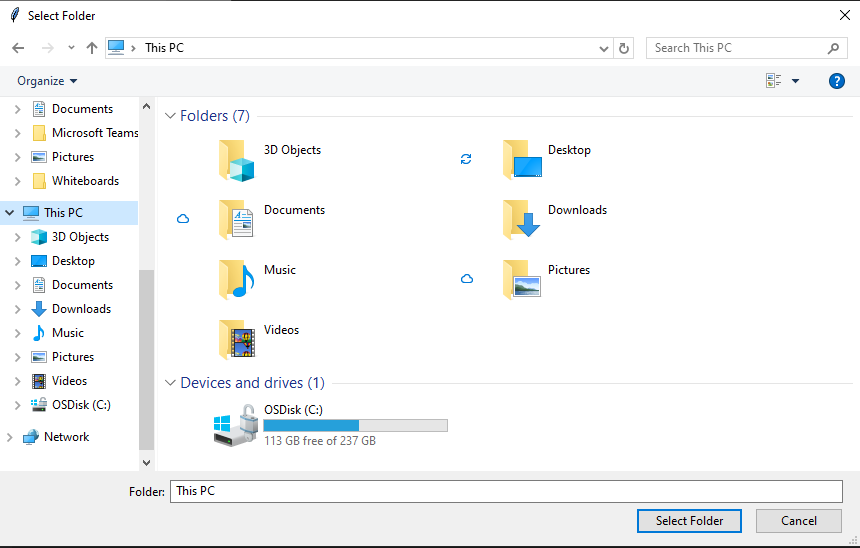 Select Folder
This PC
Search This PC
Organize
?
Documents
Microsoft Teams
Pictures
Whiteboards
This PC
3D Objects
Desktop
Documents
Downloads
Music
Pictures
Videos
OSDisk (C:)
Network
Folders (7)
3D Objects
Desktop
Documents
Downloads
Music
Pictures
Videos
Devices and drives (1)
OSDisk (C:)
113 GB free of 237 GB
Folder: This PC
Select Folder Cancel